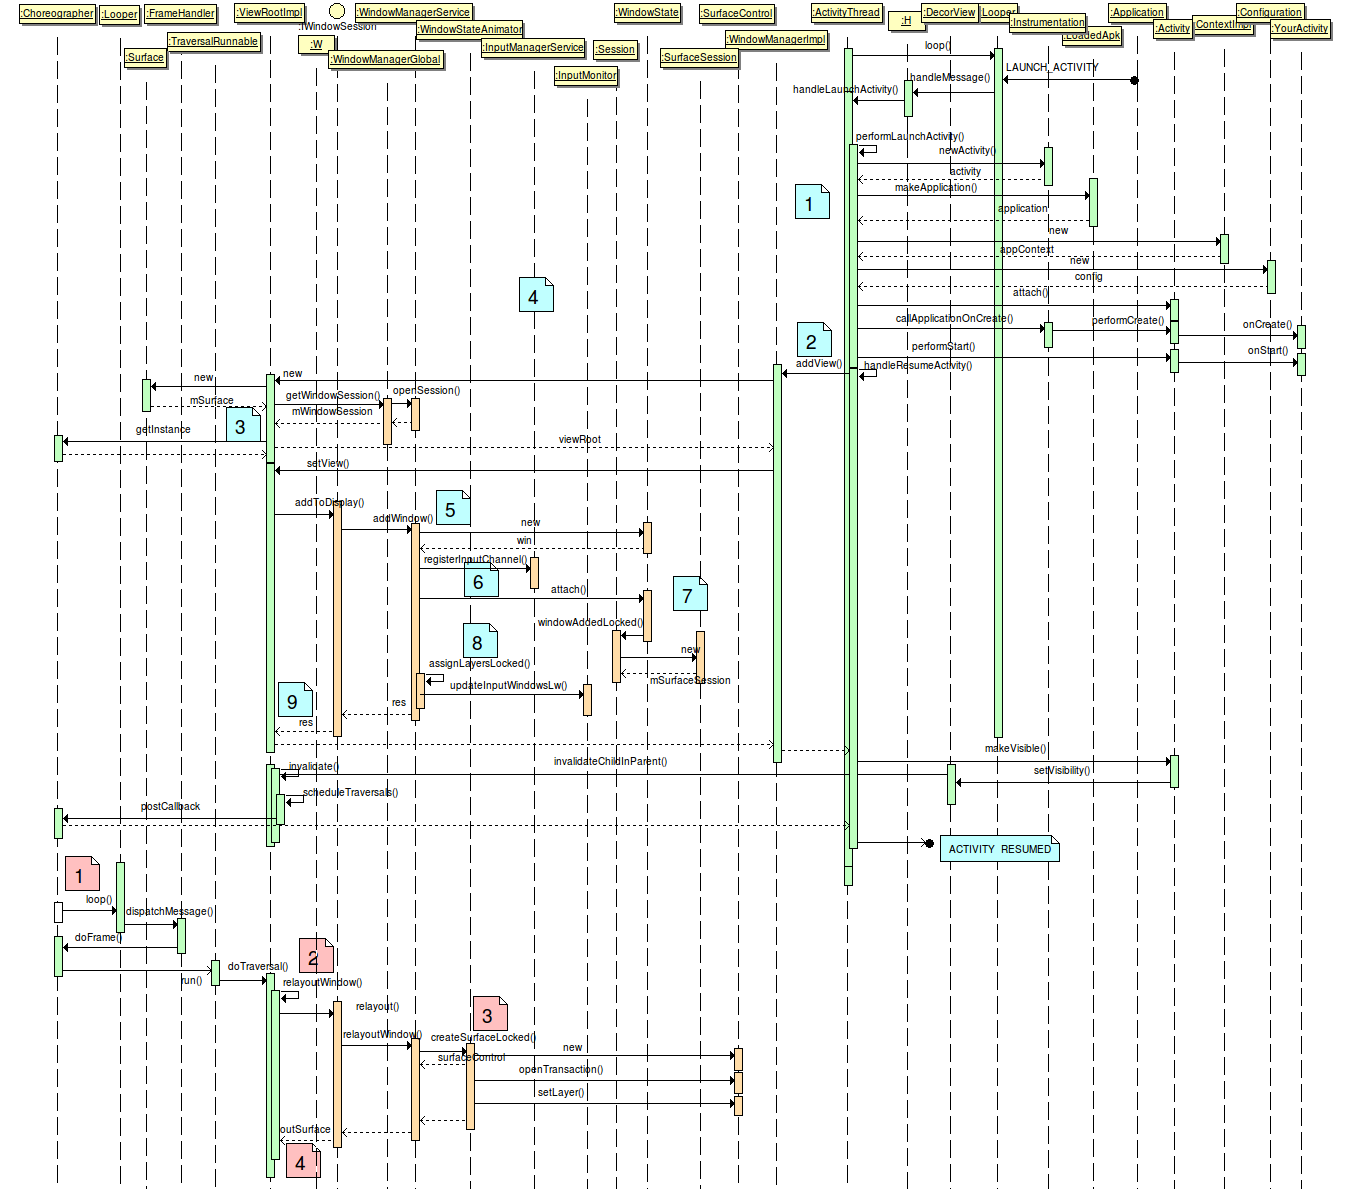 :Choreographer
:Looper
:FrameHandler
:ViewRootImpl
:IWindowSession
:WindowManagerService
:WindowStateAnimator
:WindowState
:SurfaceControl
:ActivityThread
:H
:DecorView
:Looper
:Instrumentation
:LoadedApk
:Application
:Activity
:ContextImpl
:Configuration
:YourActivity
:TraversalRunnable
:Surface
:W
:WindowManagerGlobal
:InputManagerService
:Session
:InputMonitor
:SurfaceSession
:WindowManagerImpl
loop()
LAUNCH_ACTIVITY
handleMessage()
handleLaunchActivity()
performLaunchActivity()
newActivity()
activity
makeApplication()
1
application
new
appContext
new
config
4
attach()
callApplicationOnCreate()
performCreate()
onCreate()
2
performStart()
onStart()
addView()
handleResumeActivity()
new
new
mSurface
getWindowSession()
openSession()
mWindowSession
3
getInstance
viewRoot
setView()
addToDisplay()
5
addWindow()
new
win
registerInputChannel()
6
attach()
7
windowAddedLocked()
8
new
assignLayersLocked()
mSurfaceSession
updateInputWindowsLw()
9
res
res
makeVisible()
invalidate()
invalidateChildInParent()
setVisibility()
scheduleTraversals()
postCallback
ACTIVITY RESUMED
1
loop()
dispatchMessage()
doFrame()
2
doTraversal()
run()
relayoutWindow()
relayout()
3
relayoutWindow()
createSurfaceLocked()
new
surfaceControl
openTransaction()
setLayer()
outSurface
4